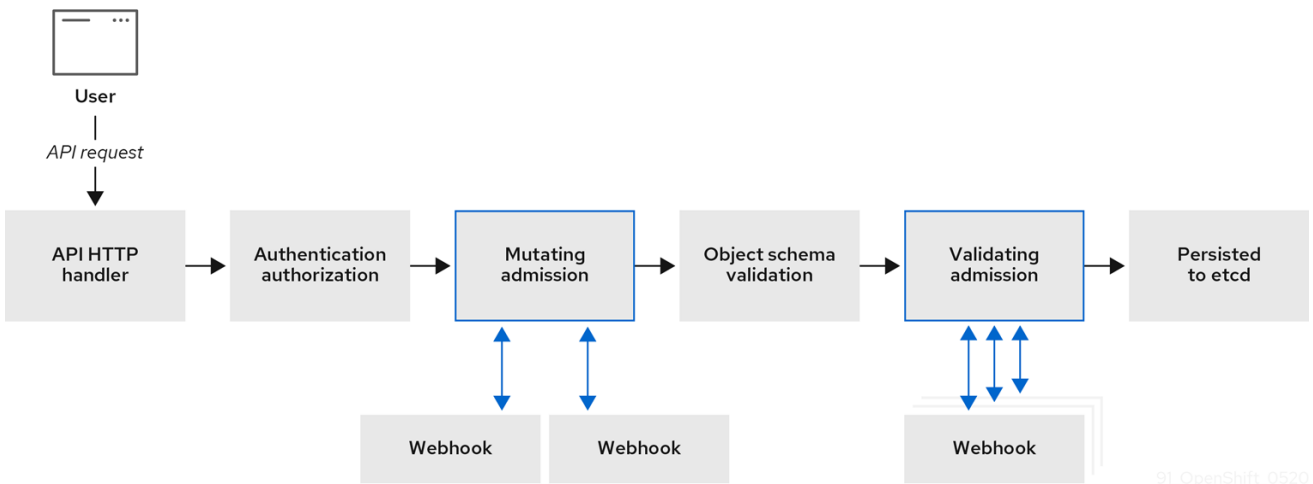 User
API request
API HTTP
handler
Authentication
authorization
Mutating
admission
Object schema
validation
Validating
admission
Persisted
to etcd
Webhook
Webhook
Webhook
91_OpenShift_0520